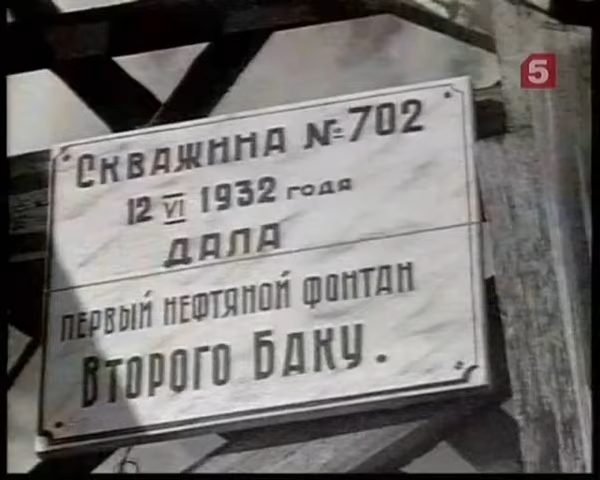 Скважина №702
12 VI 1932 года
ДАЛА
ПЕРВЫЙ НЕФТЯНОЙ ФОНТАН
ВТОРОГО БАКУ.
5